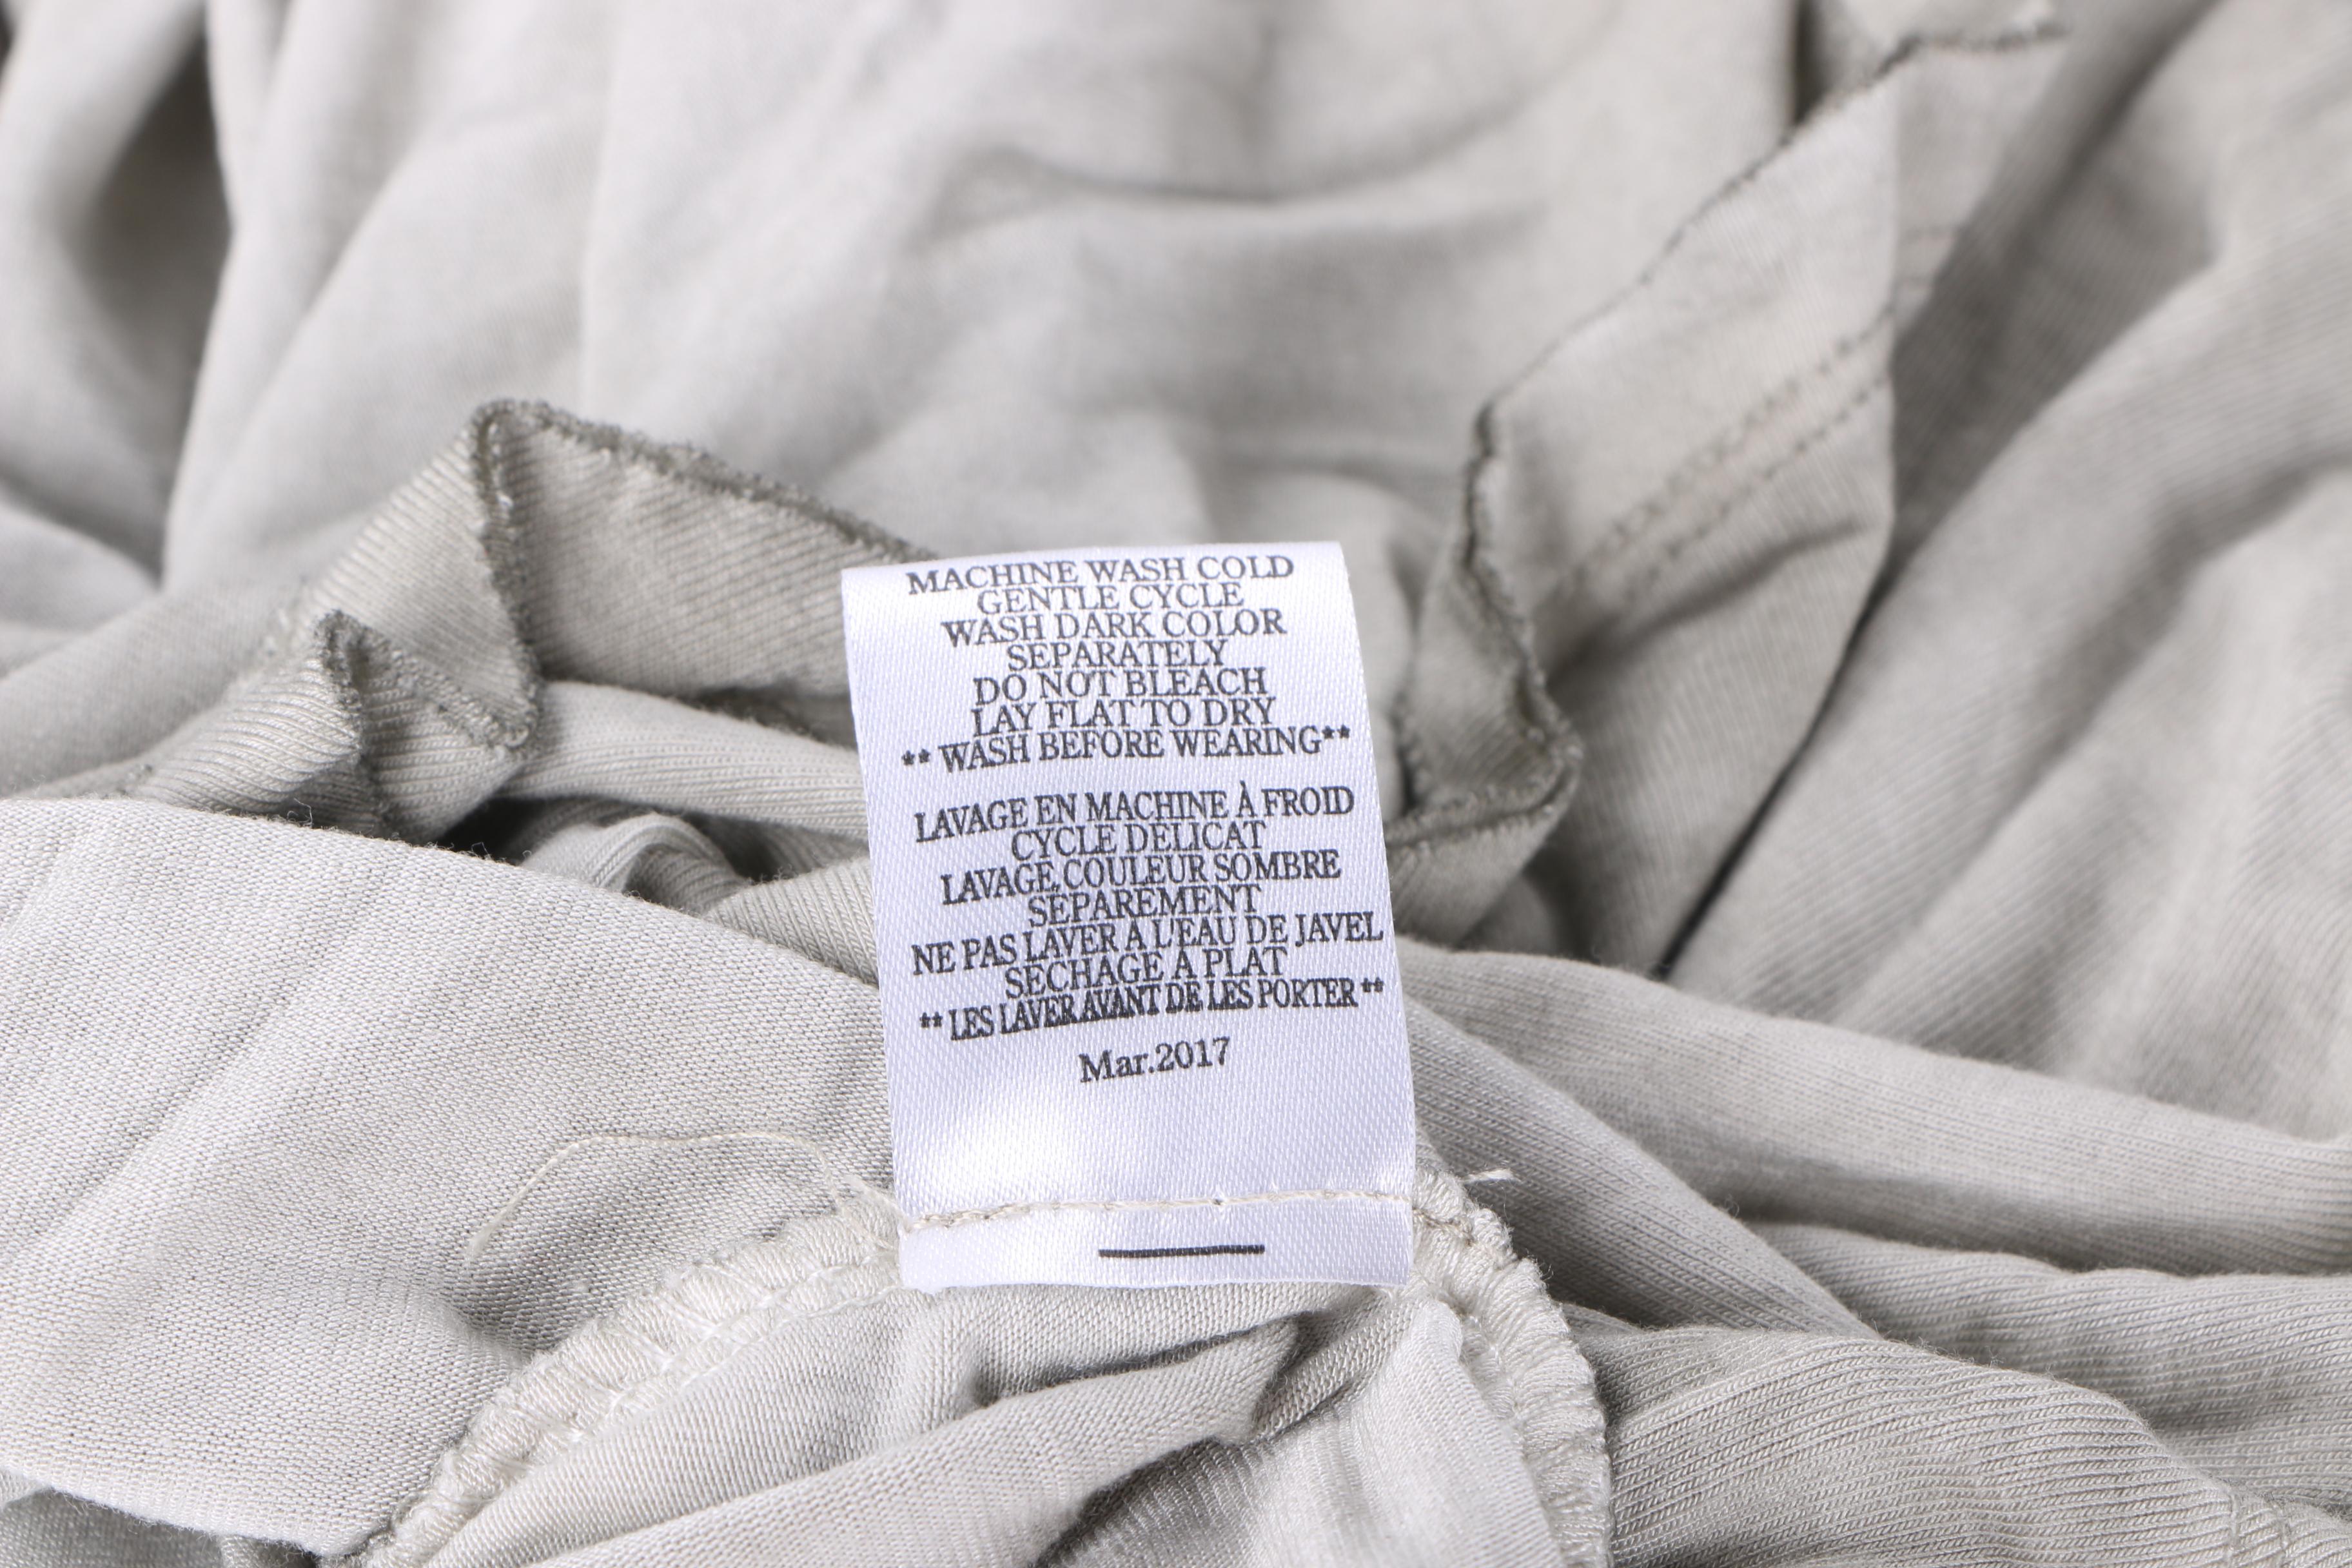 MACHINE WASH COLD
GENTLE CYCLE
WASH DARK COLOR
SEPARATELY
DO NOT BLEACH
LAY FLAT TO DRY
** WASH BEFORE WEARING**
LAVAGE EN MACHINE À FROID
CYCLE DELICAT
LAVAGE COULEUR SOMBRE
SÉPAREMENT
NE PAS LAVER A L'EAU DE JAVEL
SECHAGE A PLAT
** LES LAVER AVANT DE LES PORTER **
Mar.2017